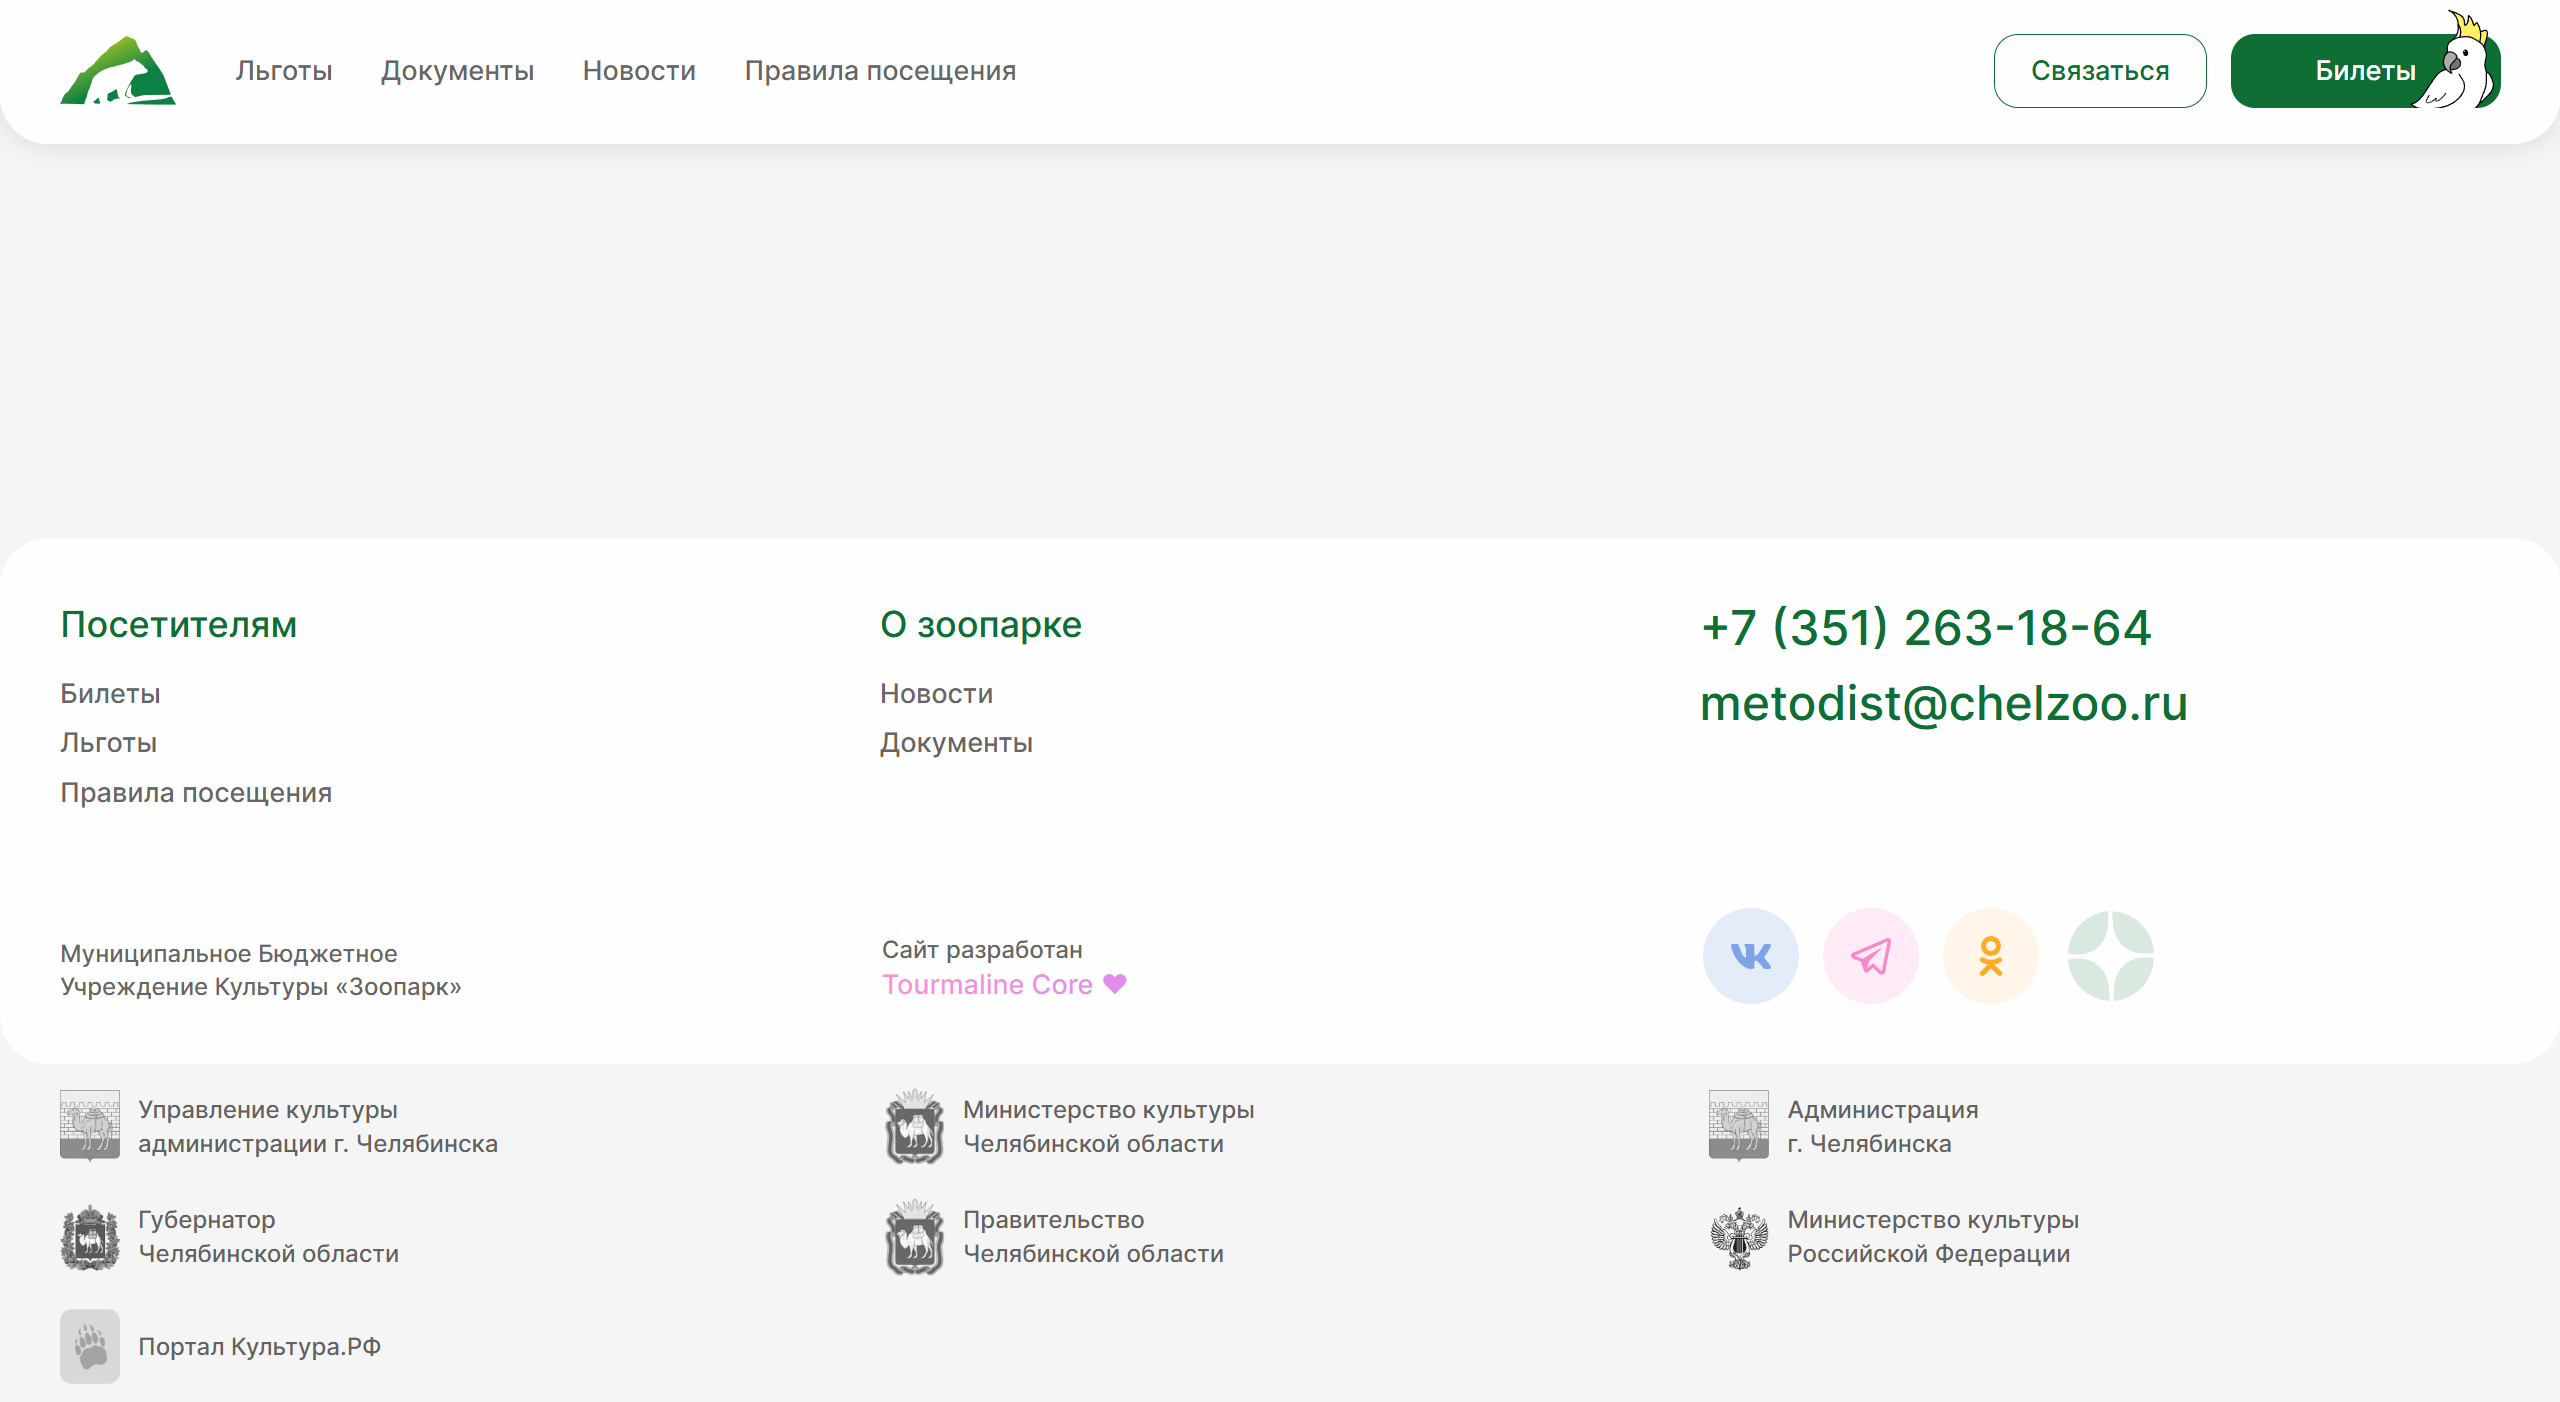 Льготы
Документы
Новости
Правила посещения
Связаться
Билеты
Посетителям
Билеты
Льготы
Правила посещения
О зоопарке
Новости
Документы
+7 (351) 263-18-64
metodist@chelzoo.ru
Муниципальное Бюджетное
Учреждение Культуры «Зоопарк»
Сайт разработан
Tourmaline Core
Управление культуры
администрации г. Челябинска
Министерство культуры
Челябинской области
Администрация
г. Челябинска
Губернатор
Челябинской области
Правительство
Челябинской области
Министерство культуры
Российской Федерации
Портал Культура.РФ